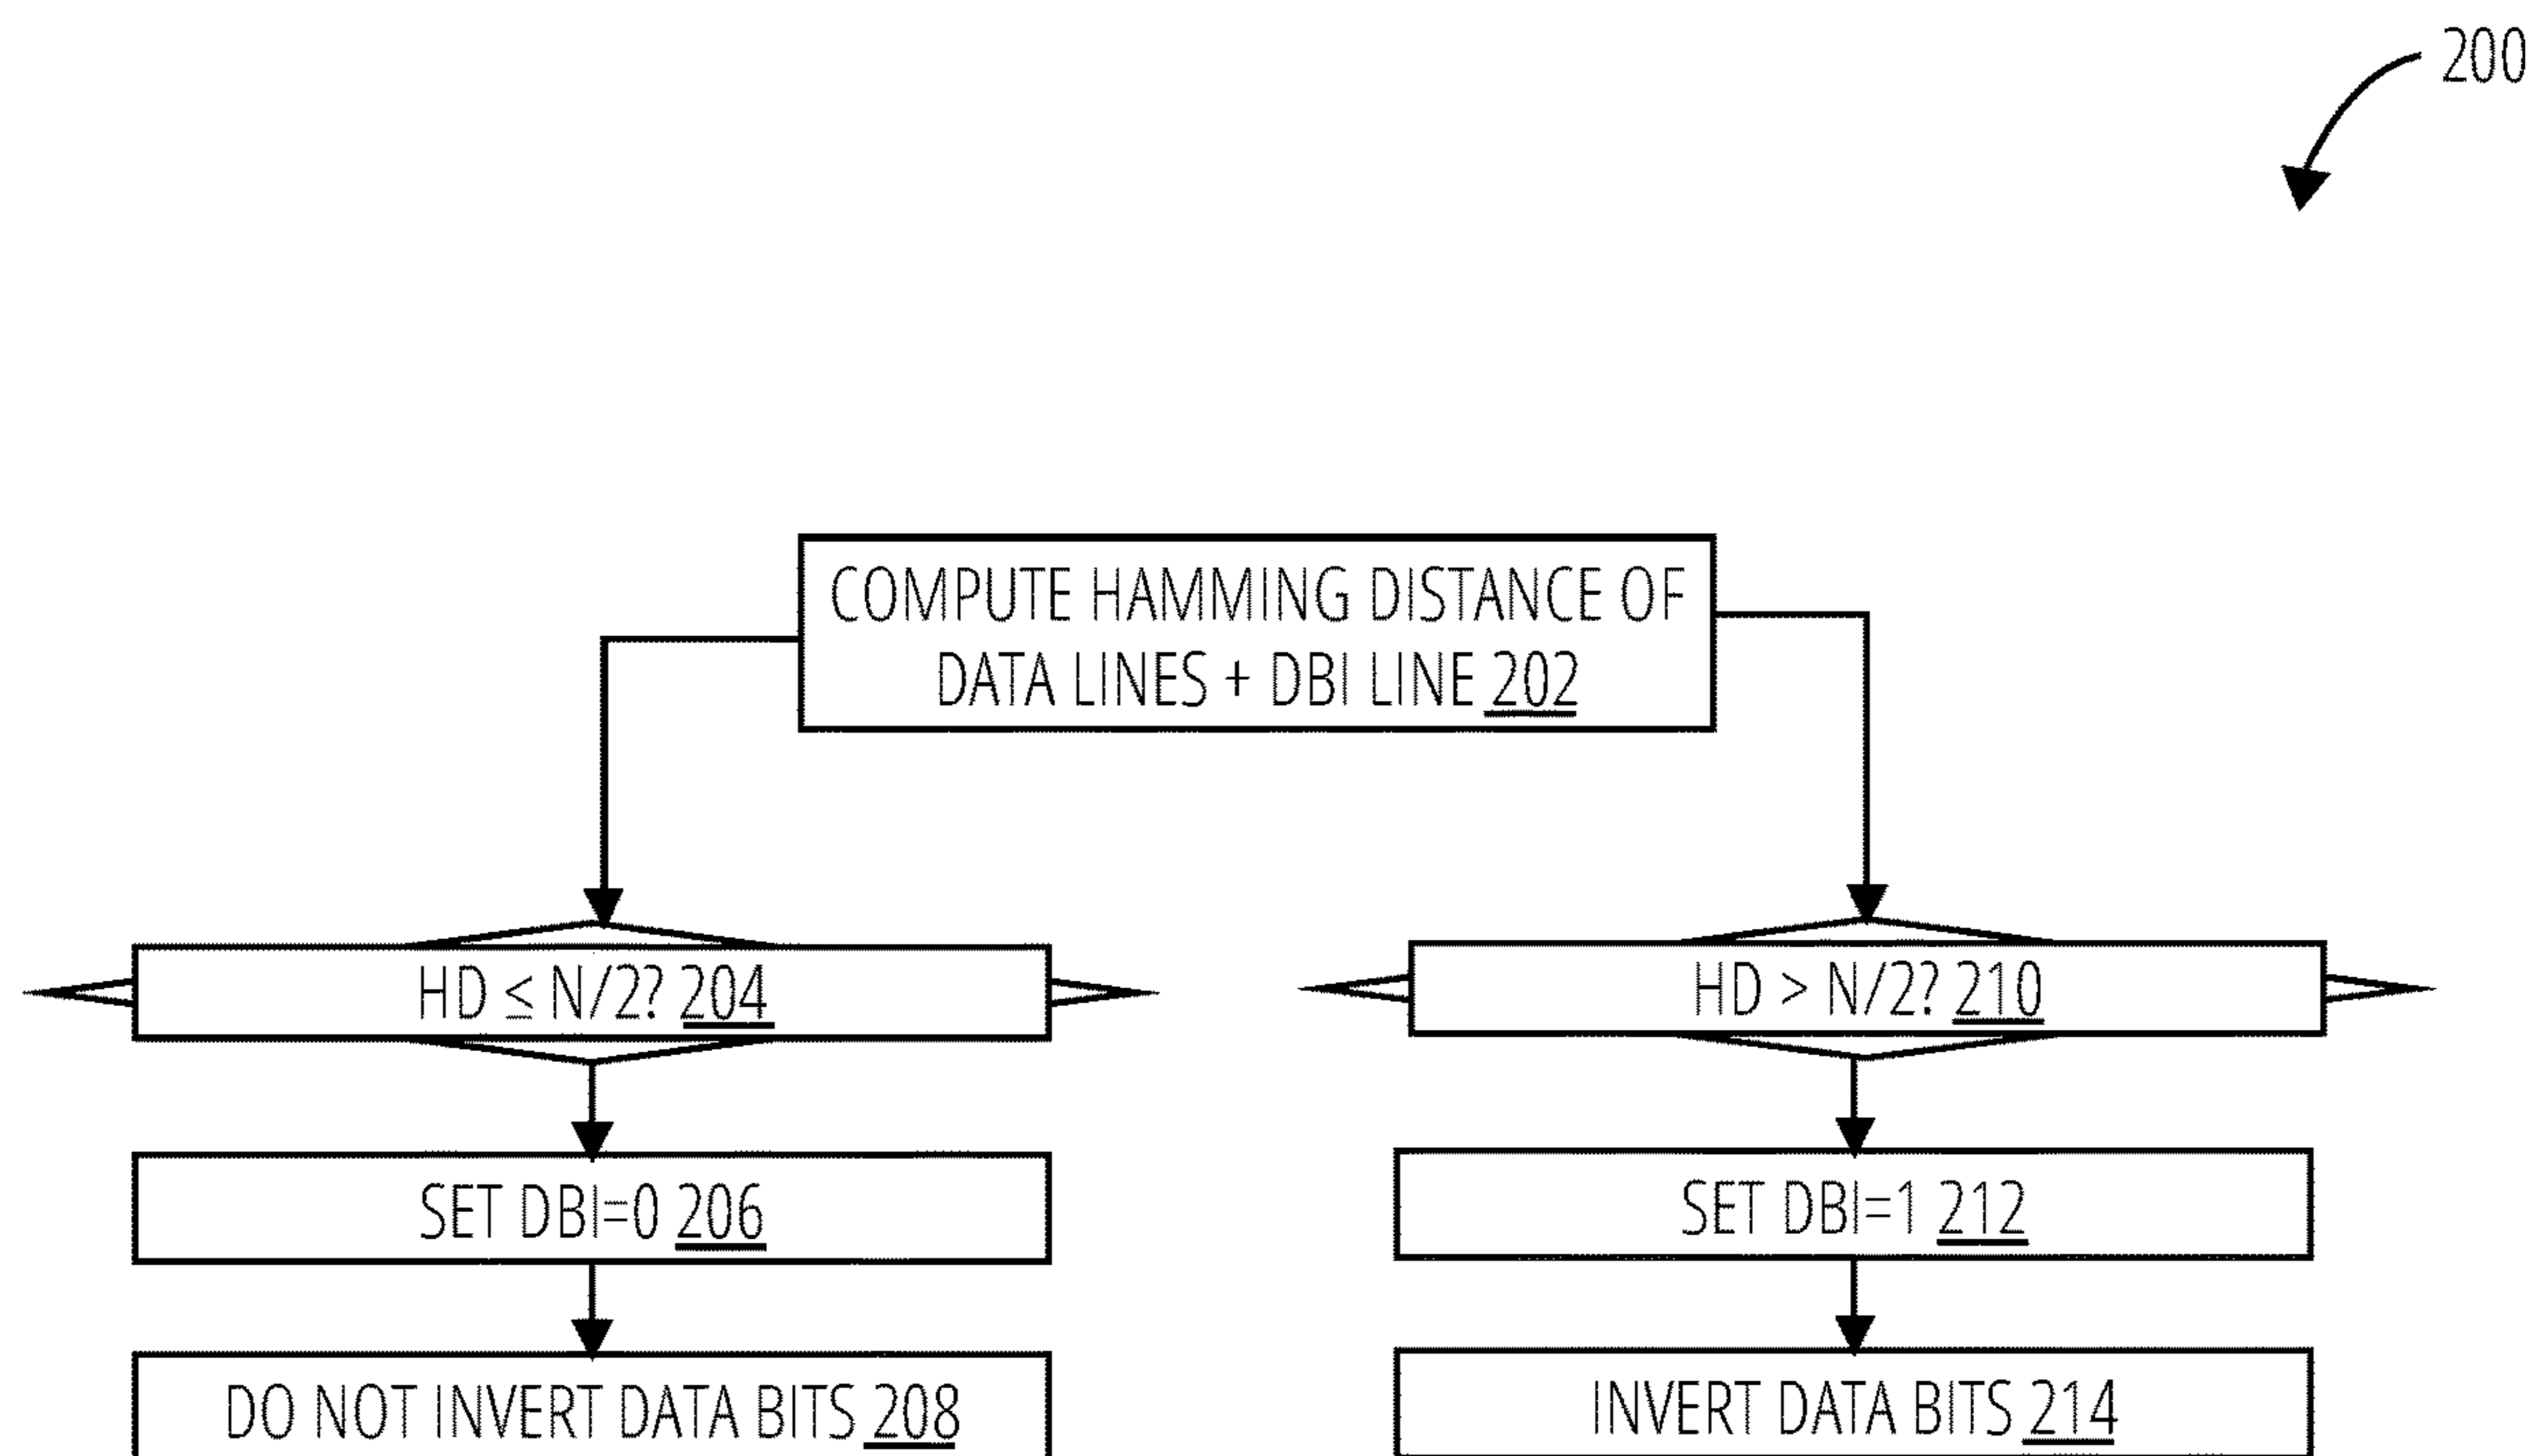 200
COMPUTE HAMMING DISTANCE OF
DATA LINES + DBI LINE 202
HD ≤ N/2? 204
SET DBI=0 206
DO NOT INVERT DATA BITS 208
HD > N/2? 210
SET DBI=1 212
INVERT DATA BITS 214